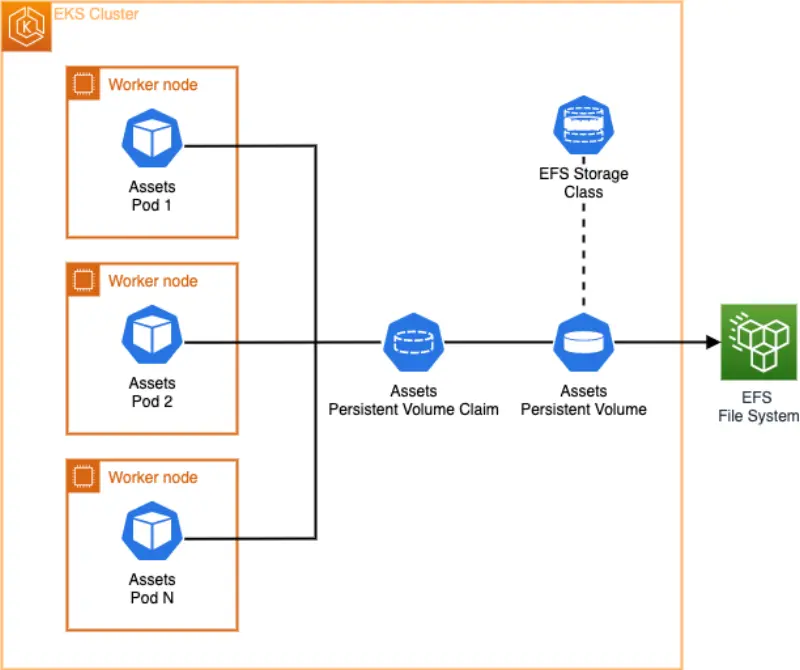 EKS Cluster
Worker node
Assets
Pod 1
EFS Storage
Class
Worker node
Assets
Pod 2
Assets
Persistent Volume Claim
Assets
Persistent Volume
EFS
File System
Worker node
Assets
Pod N